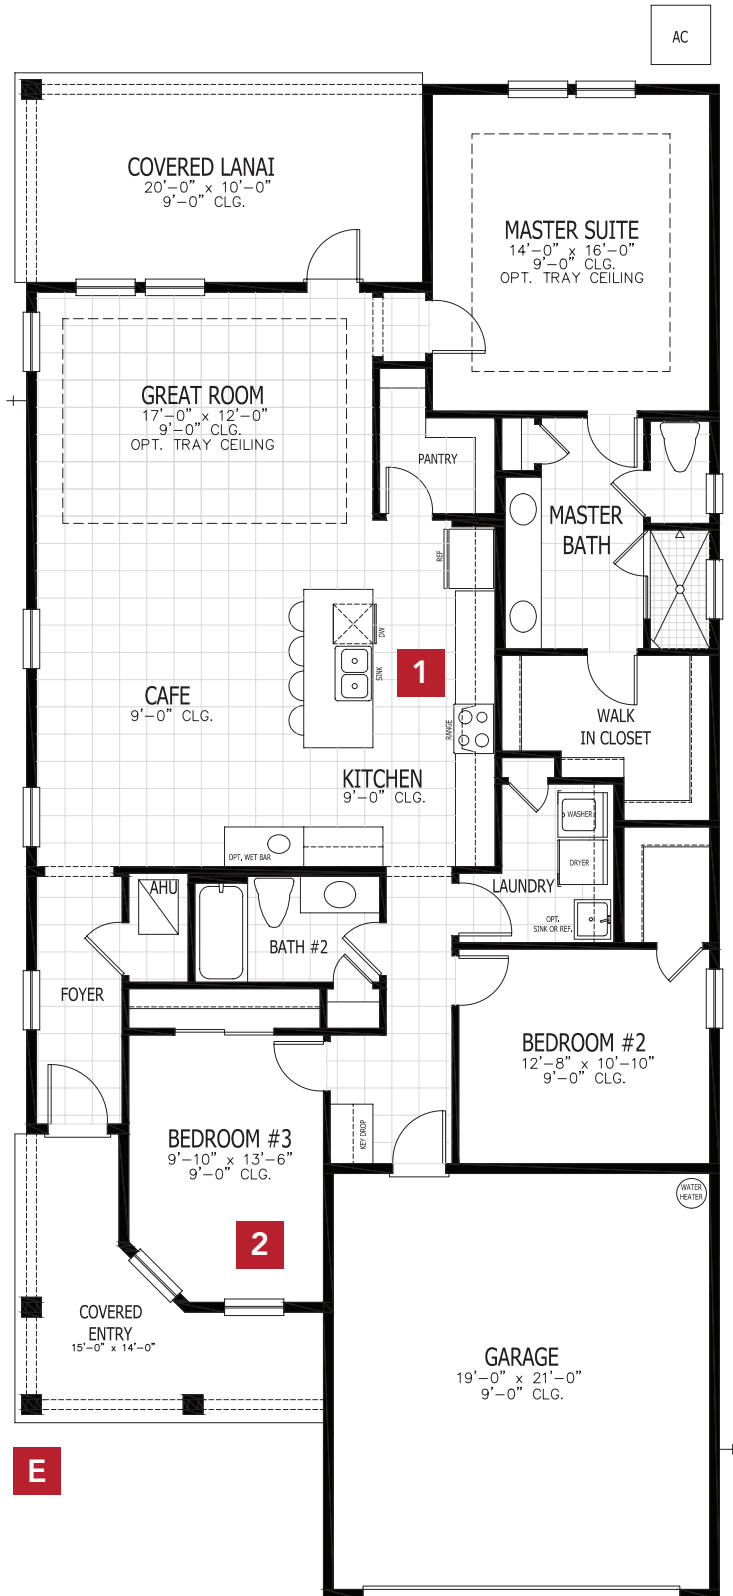 AC
COVERED LANAI
20'-0" x 10'-0"
9'-0" CLG.
MASTER SUITE
14'-0" x 16'-0"
9'-0" CLG.
OPT. TRAY CEILING
GREAT ROOM
17'-0" x 12'-0"
9'-0" CLG.
OPT. TRAY CEILING
PANTRY
MASTER
BATH
REF
DW
SINK
1
CAFE
9'-0" CLG.
RANGE
WALK
IN CLOSET
KITCHEN
9'-0" CLG.
WASHER
OPT. WET BAR
DRYER
AHU
LAUNDRY
OPT.
SINK OR REF.
BATH #2
FOYER
BEDROOM #2
12'-8" x 10'-10"
9'-0" CLG.
KEY DROP
BEDROOM #3
9'-10" x 13'-6"
9'-0" CLG.
WATER
HEATER
2
COVERED
ENTRY
15'-0" x 14'-0"
GARAGE
19'-0" x 21'-0"
9'-0" CLG.
E